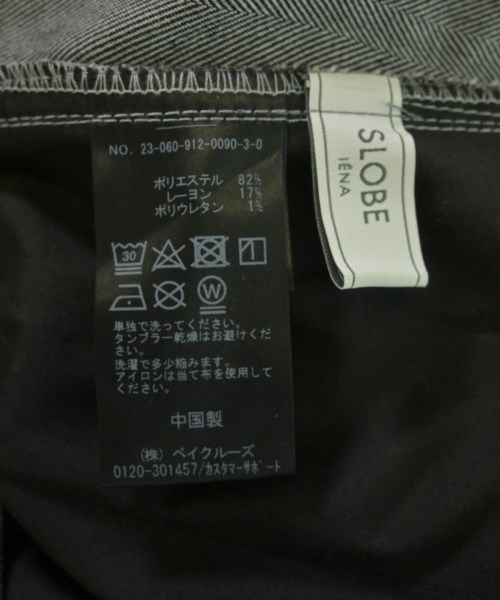 NO. 23-060-912-0090-3-0
ポリエステル 82%
レーヨン 17%
ポリウレタン 1%
30
W
単独で洗ってください。
タンブラー乾燥はお避けくださ
い。
洗濯で多少縮みます。
アイロンは当て布を使用して
ください。
中国製
(株) ベイクルーズ
0120-301457/カスタマーサポート
SLOBE
IÉNA